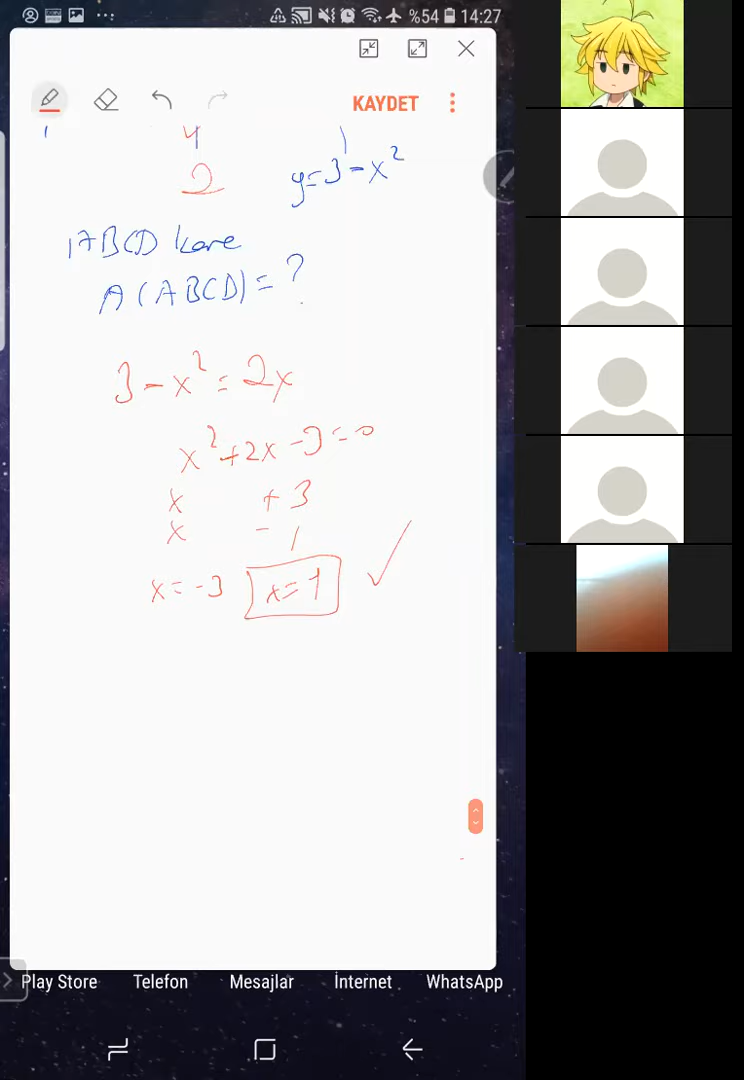 %54 14:27
KAYDET
4
2
y=3-x²
ABCD kare
A(ABCD)=?
3-x²=2x
x²+2x-3=0
x +3
x -1
x=-3 x=1 ✓
Play Store Telefon Mesajlar İnternet WhatsApp